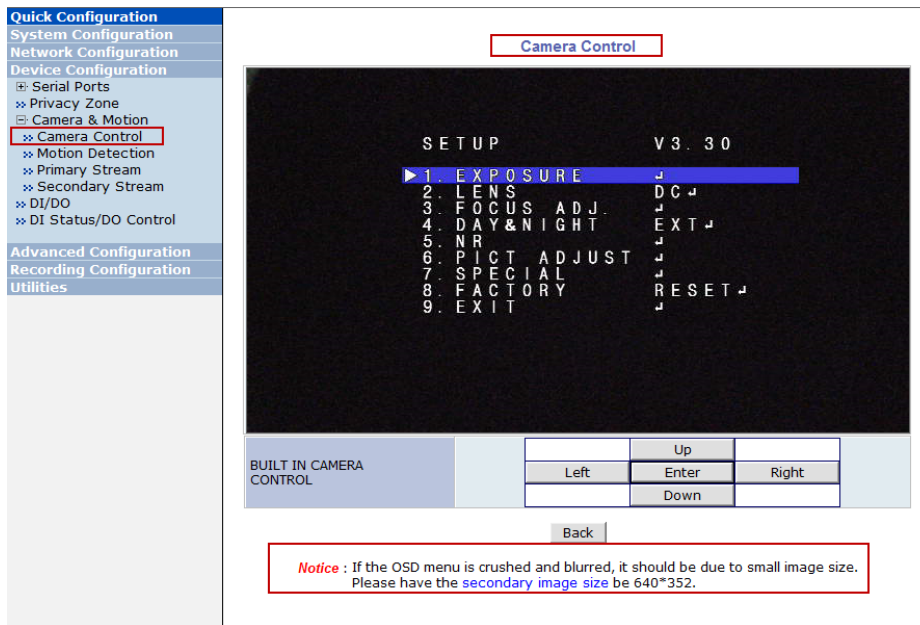 Quick Configuration
System Configuration
Network Configuration
Device Configuration
Serial Ports
Privacy Zone
Camera & Motion
Camera Control
Motion Detection
Primary Stream
Secondary Stream
DI/DO
DI Status/DO Control
Advanced Configuration
Recording Configuration
Utilities
Camera Control
SETUP V3.30
1. EXPOSURE ↵
2. LENS DC↵
3. FOCUS ADJ. ↵
4. DAY&NIGHT EXT↵
5. NR ↵
6. PICT ADJUST ↵
7. SPECIAL ↵
8. FACTORY RESET↵
9. EXIT ↵
BUILT IN CAMERA
CONTROL
Up
Left Enter Right
Down
Back
Notice : If the OSD menu is crushed and blurred, it should be due to small image size.
Please have the secondary image size be 640*352.